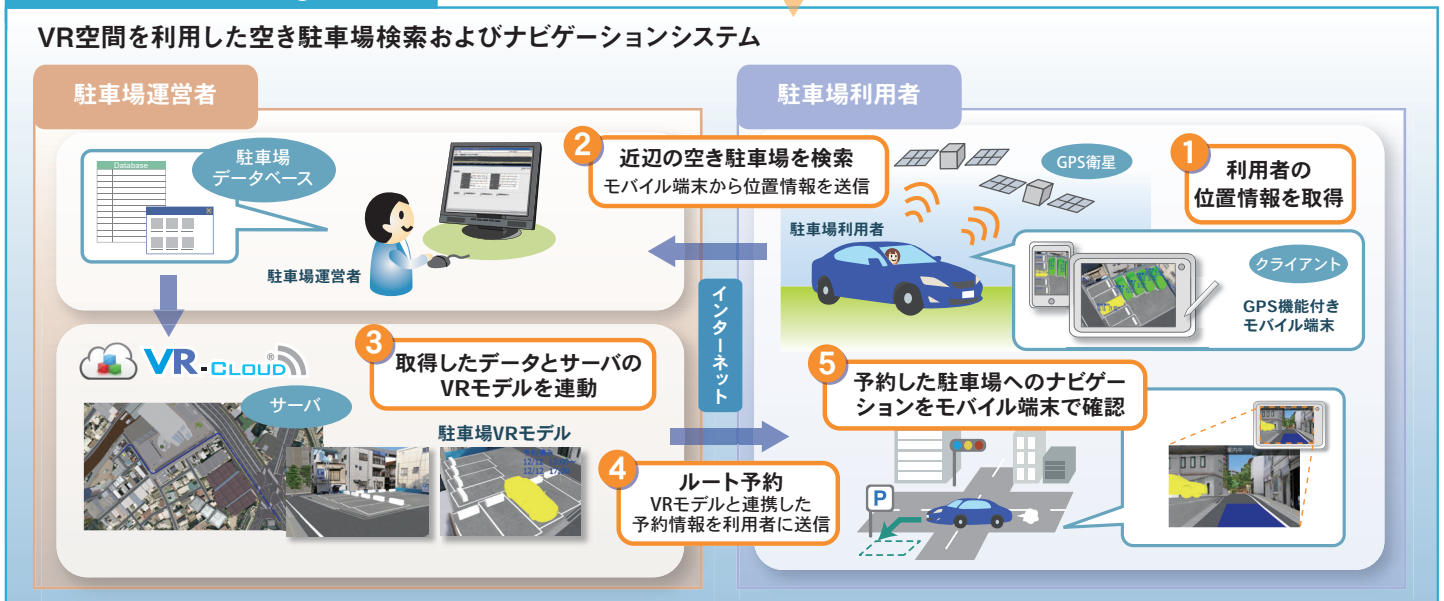 VR空間を利用した空き駐車場検索およびナビゲーションシステム
駐車場運営者
Database
駐車場
データベース
駐車場運営者
VR-CLOUD®
サーバ
駐車場VRモデル
駐車場利用者
1
利用者の
位置情報を取得
GPS衛星
駐車場利用者
クライアント
GPS機能付き
モバイル端末
2
近辺の空き駐車場を検索
モバイル端末から位置情報を送信
インターネット
3
取得したデータとサーバの
VRモデルを連動
4
ルート予約
VRモデルと連携した
予約情報を利用者に送信
5
予約した駐車場へのナビゲー
ションをモバイル端末で確認
P